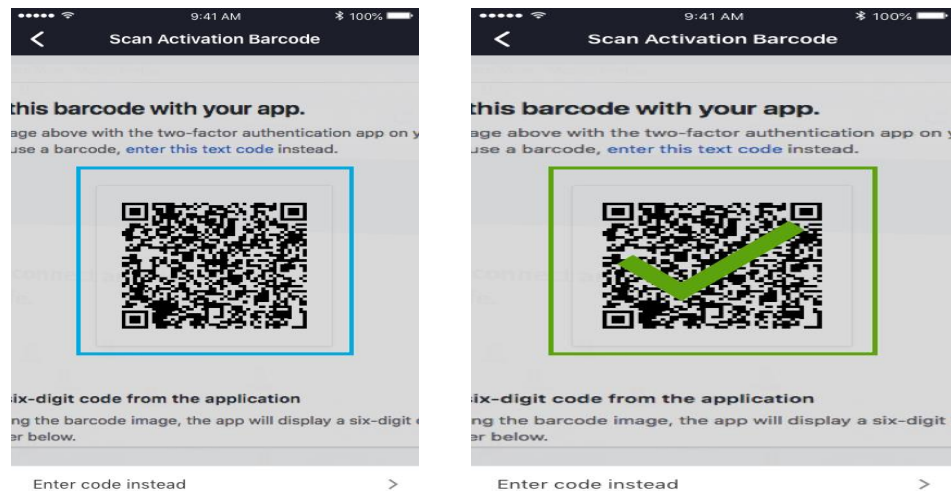 9:41 AM 100%
Scan Activation Barcode
this barcode with your app.
age above with the two-factor authentication app on y
use a barcode, enter this text code instead.
six-digit code from the application
ng the barcode image, the app will display a six-digit
er below.
Enter code instead
9:41 AM 100%
Scan Activation Barcode
this barcode with your app.
age above with the two-factor authentication app on y
use a barcode, enter this text code instead.
six-digit code from the application
ng the barcode image, the app will display a six-digit
er below.
Enter code instead